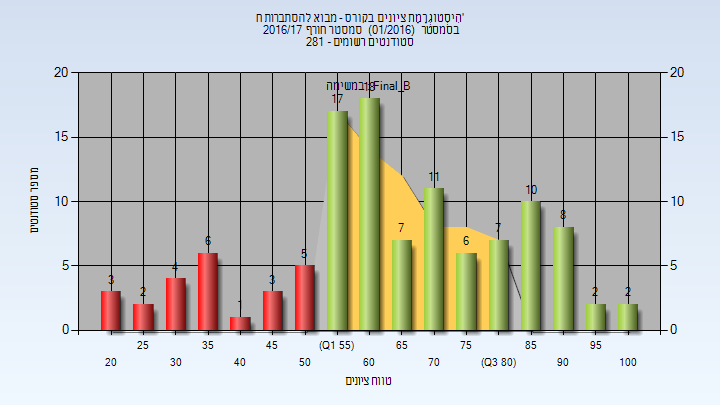 היסטוגרמת ציונים בקורס - מבוא להסתברות ח'
בסמסטר (01/2016) סמסטר חורף 2016/17
סטודנטים רשומים - 281
במשימה Final_B
מספר סטודנטים
20 20
15 15
10 10
5 5
0 0
3 2 4 6 1 3 5 17 18 7 11 6 7 10 8 2 2
25 35 45 (Q1 55) 65 75 85 95
20 30 40 50 60 70 (Q3 80) 90 100
טווח ציונים